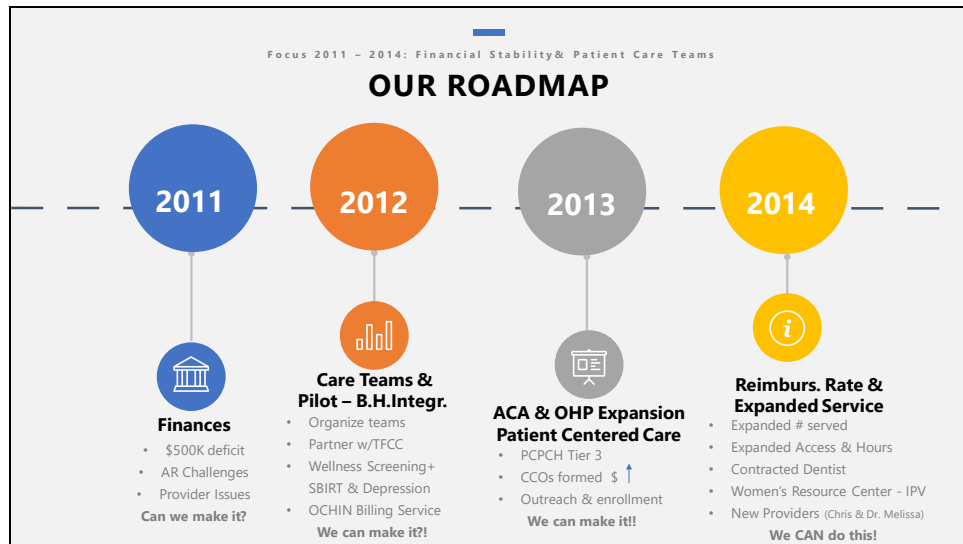 Focus 2011 – 2014: Financial Stability& Patient Care Teams
OUR ROADMAP
2011
2012
2013
2014
Finances
• $500K deficit
• AR Challenges
• Provider Issues
Can we make it?
Care Teams &
Pilot – B.H.Integr.
• Organize teams
• Partner w/TFCC
• Wellness Screening+
SBIRT & Depression
• OCHIN Billing Service
We can make it?!
ACA & OHP Expansion
Patient Centered Care
• PCPCH Tier 3
• CCOs formed $
• Outreach & enrollment
We can make it!!
i
Reimburs. Rate &
Expanded Service
• Expanded # served
• Expanded Access & Hours
• Contracted Dentist
• Women's Resource Center - IPV
• New Providers (Chris & Dr. Melissa)
We CAN do this!